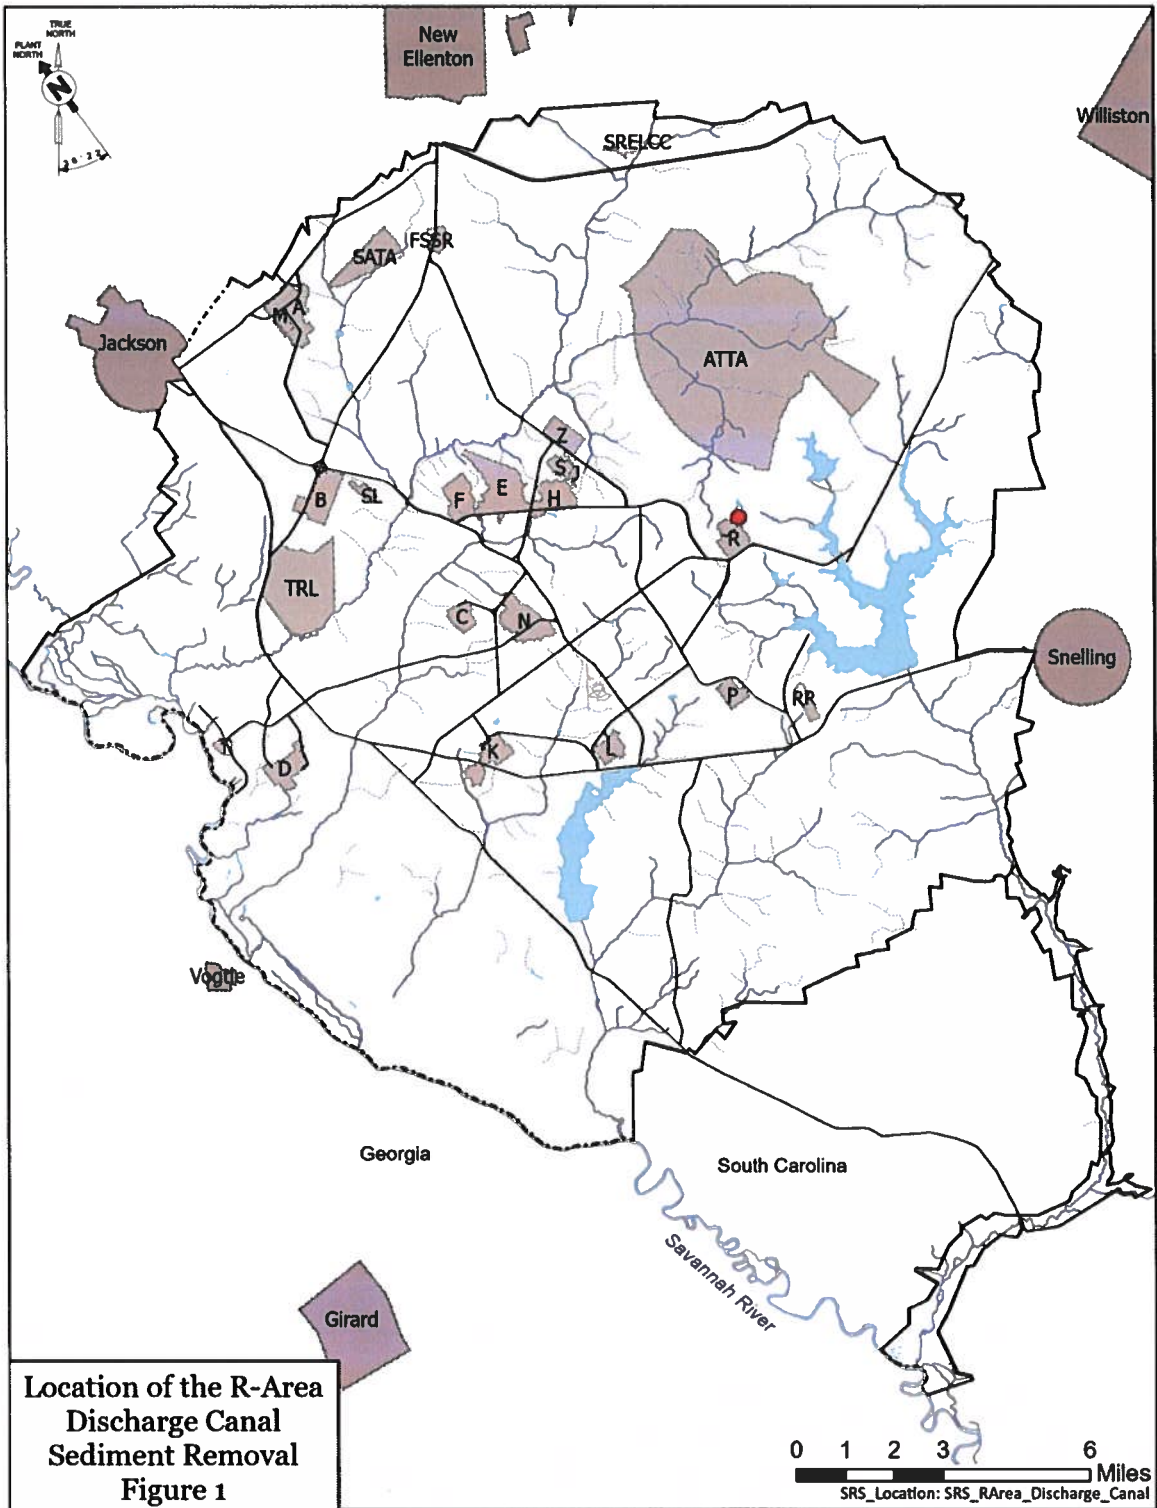 TRUE
NORTH
PLANT
NORTH
N
New
Ellenton
Williston
SRELCC
FSSR
SATA
A
M
Jackson
ATTA
Z
S
J
B
SL
F
E
H
R
TRL
C
N
Snelling
P
RR
T
D
K
L
Vogtle
Georgia
South Carolina
Savannah River
Girard
Location of the R-Area
Discharge Canal
Sediment Removal
Figure 1
0 1 2 3 6
Miles
SRS_Location: SRS_RArea_Discharge_Canal